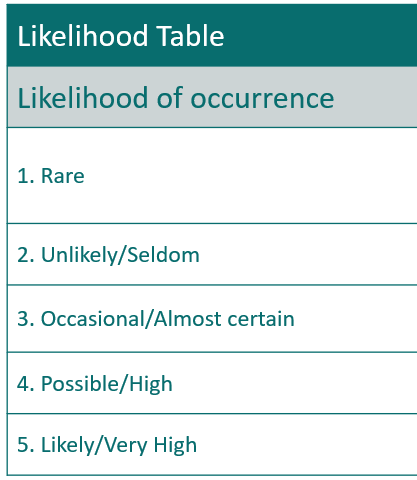 Likelihood Table
Likelihood of occurrence
1. Rare
2. Unlikely/Seldom
3. Occasional/Almost certain
4. Possible/High
5. Likely/Very High